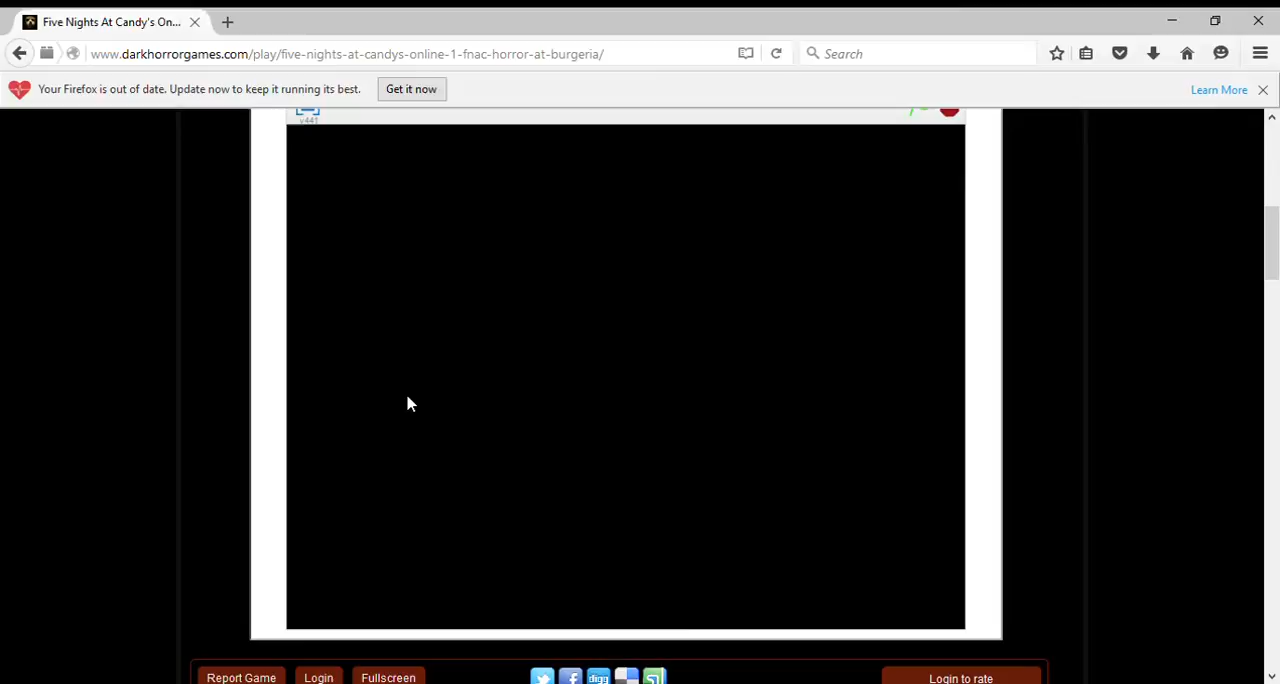 Five Nights At Candy's On...
www.darkhorrorgames.com/play/five-nights-at-candys-online-1-fnac-horror-at-burgeria/
Search
Your Firefox is out of date. Update now to keep it running its best.
Get it now
Learn More
v441
Report Game
Login
Fullscreen
digg
Login to rate